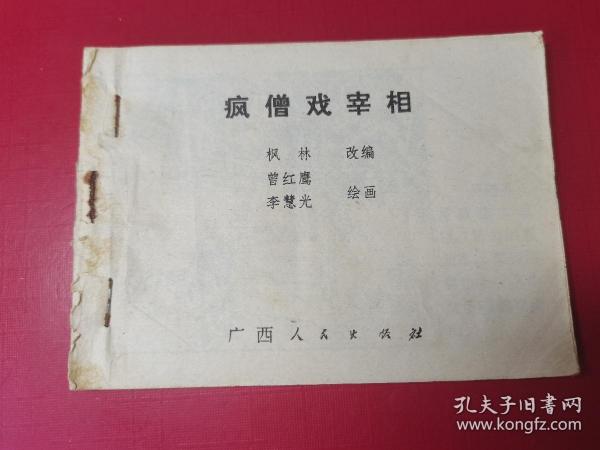 疯僧戏宰相
枫林 改编
曾红鹰
李慧光 绘画
广西人民出版社
孔夫子旧书网
www.kongfz.com